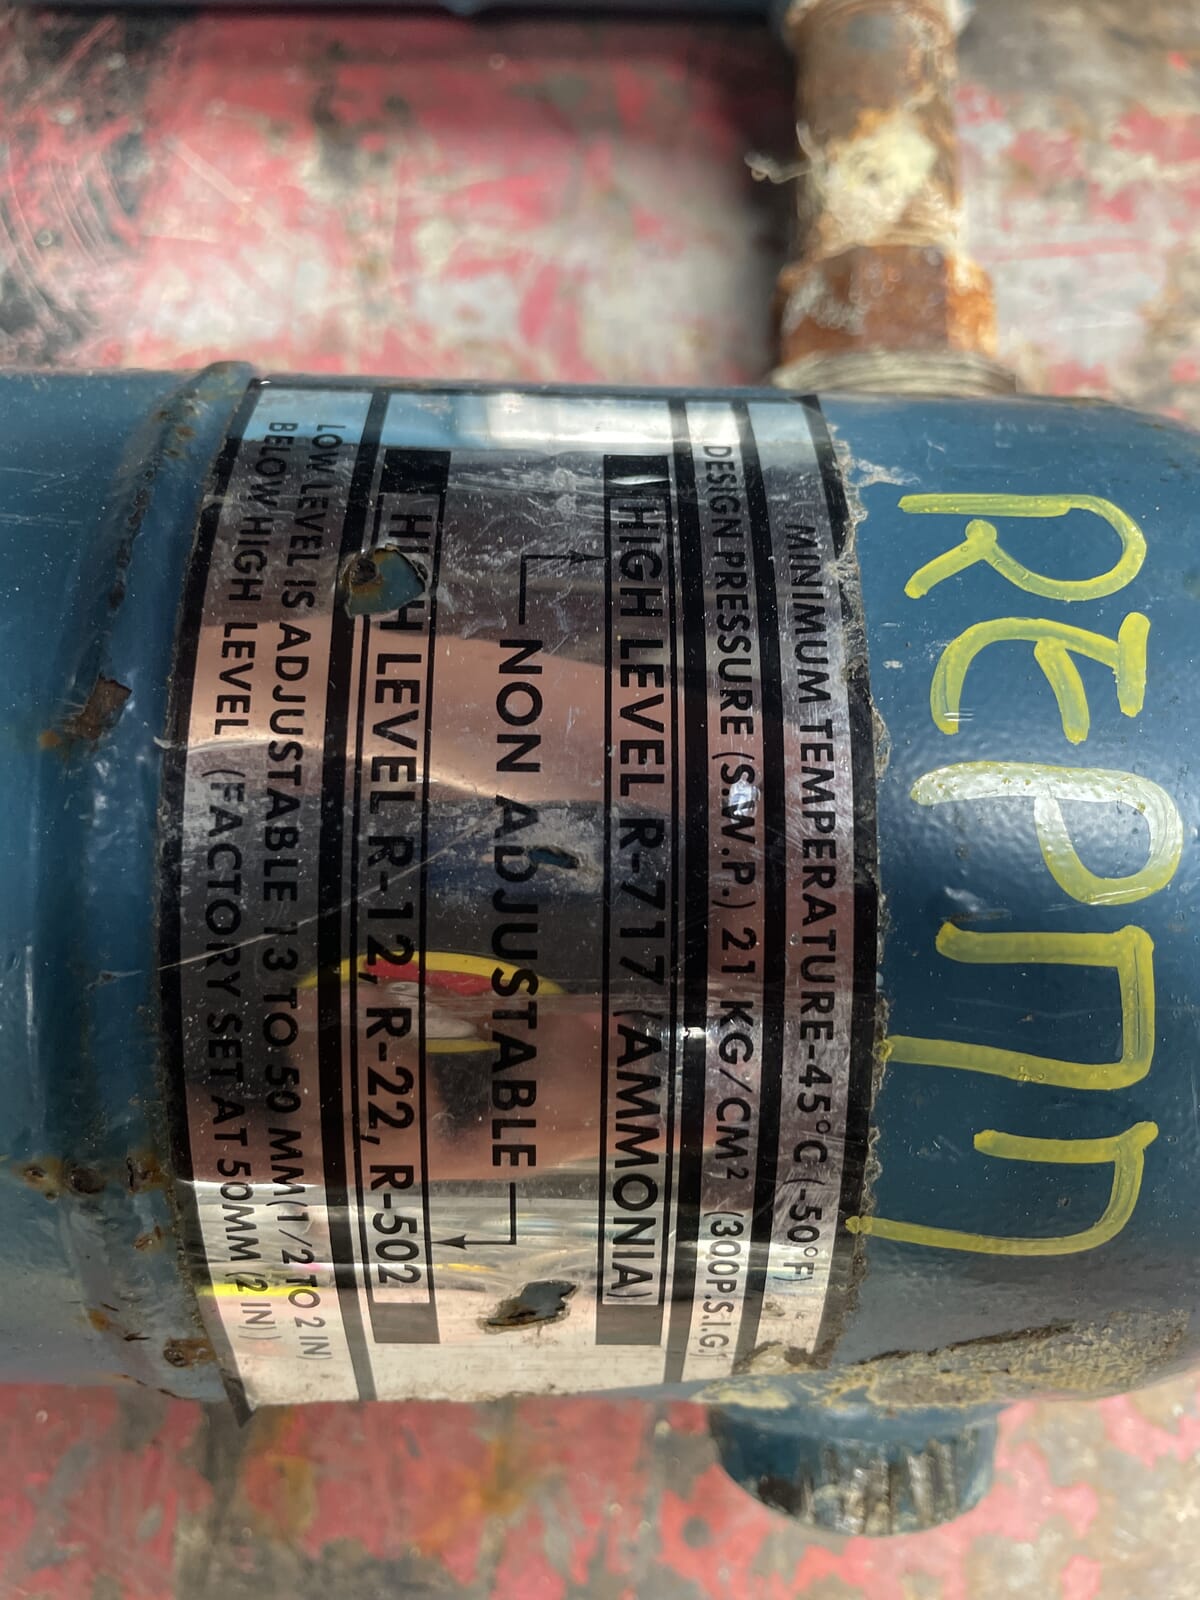 MINIMUM TEMPERATURE-45°C (-50°F)
DESIGN PRESSURE (S.W.P.) 21 KG/CM² (300P.S.I.G.)
HIGH LEVEL R-717 (AMMONIA)
NON ADJUSTABLE
HIGH LEVEL R-12, R-22, R-502
LOW LEVEL IS ADJUSTABLE 13 TO 50 MM(1/2 TO 2 IN)
BELOW HIGH LEVEL (FACTORY SET AT 50MM (2 IN))